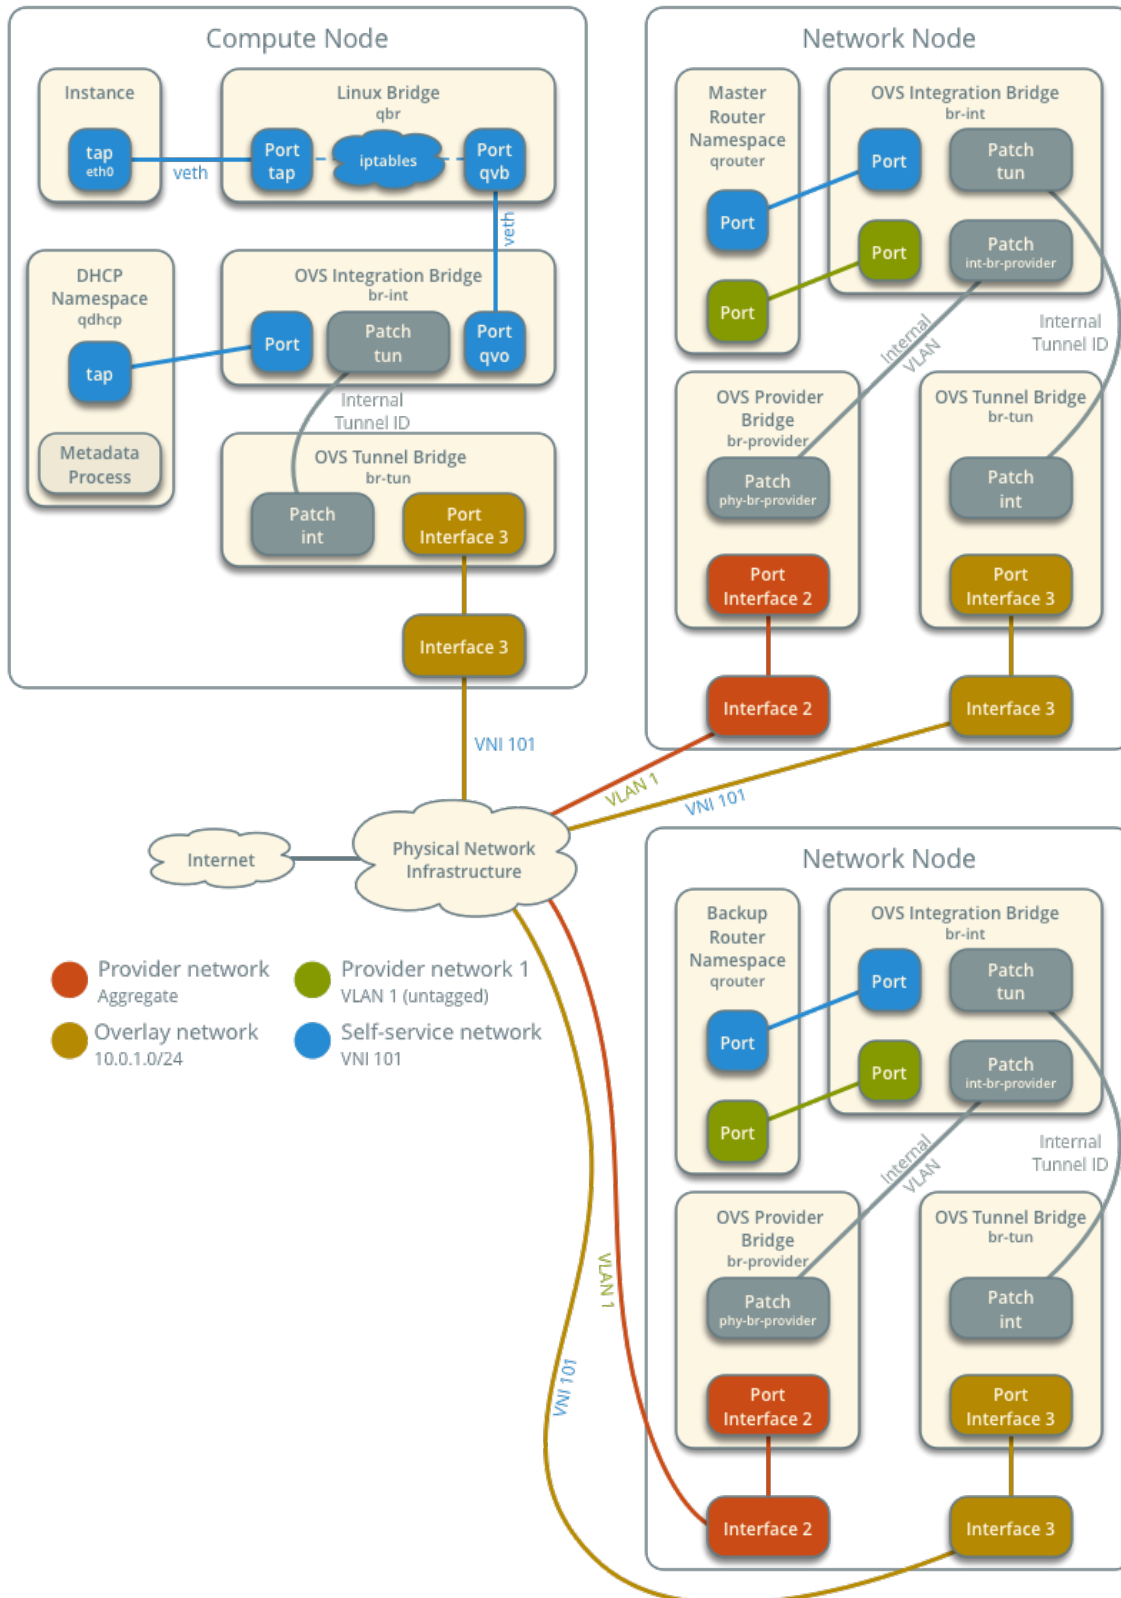 Compute Node
Instance
tap
eth0
veth
Linux Bridge
qbr
Port
tap
iptables
Port
qvb
veth
DHCP
Namespace
qdhcp
tap
Metadata
Process
OVS Integration Bridge
br-int
Port
Patch
tun
Port
qvo
Internal
Tunnel ID
OVS Tunnel Bridge
br-tun
Patch
int
Port
Interface 3
Interface 3
VNI 101
Network Node
Master
Router
Namespace
qrouter
Port
Port
OVS Integration Bridge
br-int
Port
Patch
tun
Port
Patch
int-br-provider
Internal
VLAN
Internal
Tunnel ID
OVS Provider
Bridge
br-provider
Patch
phy-br-provider
Port
Interface 2
OVS Tunnel Bridge
br-tun
Patch
int
Port
Interface 3
Interface 2
Interface 3
VLAN 1
VNI 101
Internet
Physical Network
Infrastructure
Provider network
Aggregate
Provider network 1
VLAN 1 (untagged)
Overlay network
10.0.1.0/24
Self-service network
VNI 101
Network Node
Backup
Router
Namespace
qrouter
Port
Port
OVS Integration Bridge
br-int
Port
Patch
tun
Port
Patch
int-br-provider
Internal
VLAN
Internal
Tunnel ID
OVS Provider
Bridge
br-provider
Patch
phy-br-provider
Port
Interface 2
OVS Tunnel Bridge
br-tun
Patch
int
Port
Interface 3
Interface 2
Interface 3
VLAN 1
VNI 101